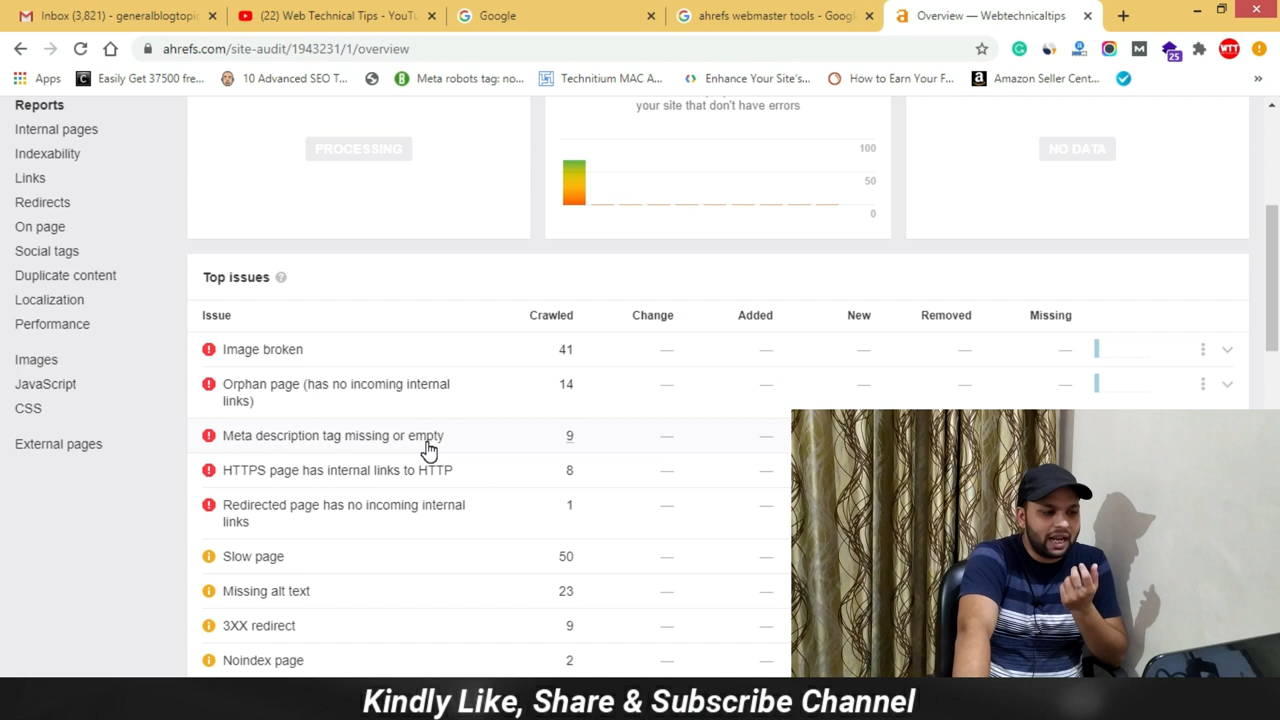 Inbox (3,821) - generalblogtopic
(22) Web Technical Tips - YouTu
Google
ahrefs webmaster tools - Googl
Overview — Webtechnicaltips
ahrefs.com/site-audit/1943231/1/overview
25
WTT
Apps
Easily Get 37500 fre...
10 Advanced SEO T...
Meta robots tag: no...
Technitium MAC A...
Enhance Your Site's...
How to Earn Your F...
Amazon Seller Cent...
Reports
Internal pages
Indexability
Links
Redirects
On page
Social tags
Duplicate content
Localization
Performance
Images
JavaScript
CSS
External pages
your site that don't have errors
PROCESSING
100
50
0
NO DATA
Top issues
Issue Crawled Change Added New Removed Missing
Image broken 41 — — — — —
Orphan page (has no incoming internal 14 — — — — —
links)
Meta description tag missing or empty 9 — —
HTTPS page has internal links to HTTP 8 — —
Redirected page has no incoming internal 1 — —
links
Slow page 50 — —
Missing alt text 23 — —
3XX redirect 9 — —
Noindex page 2 — —
Kindly Like, Share & Subscribe Channel